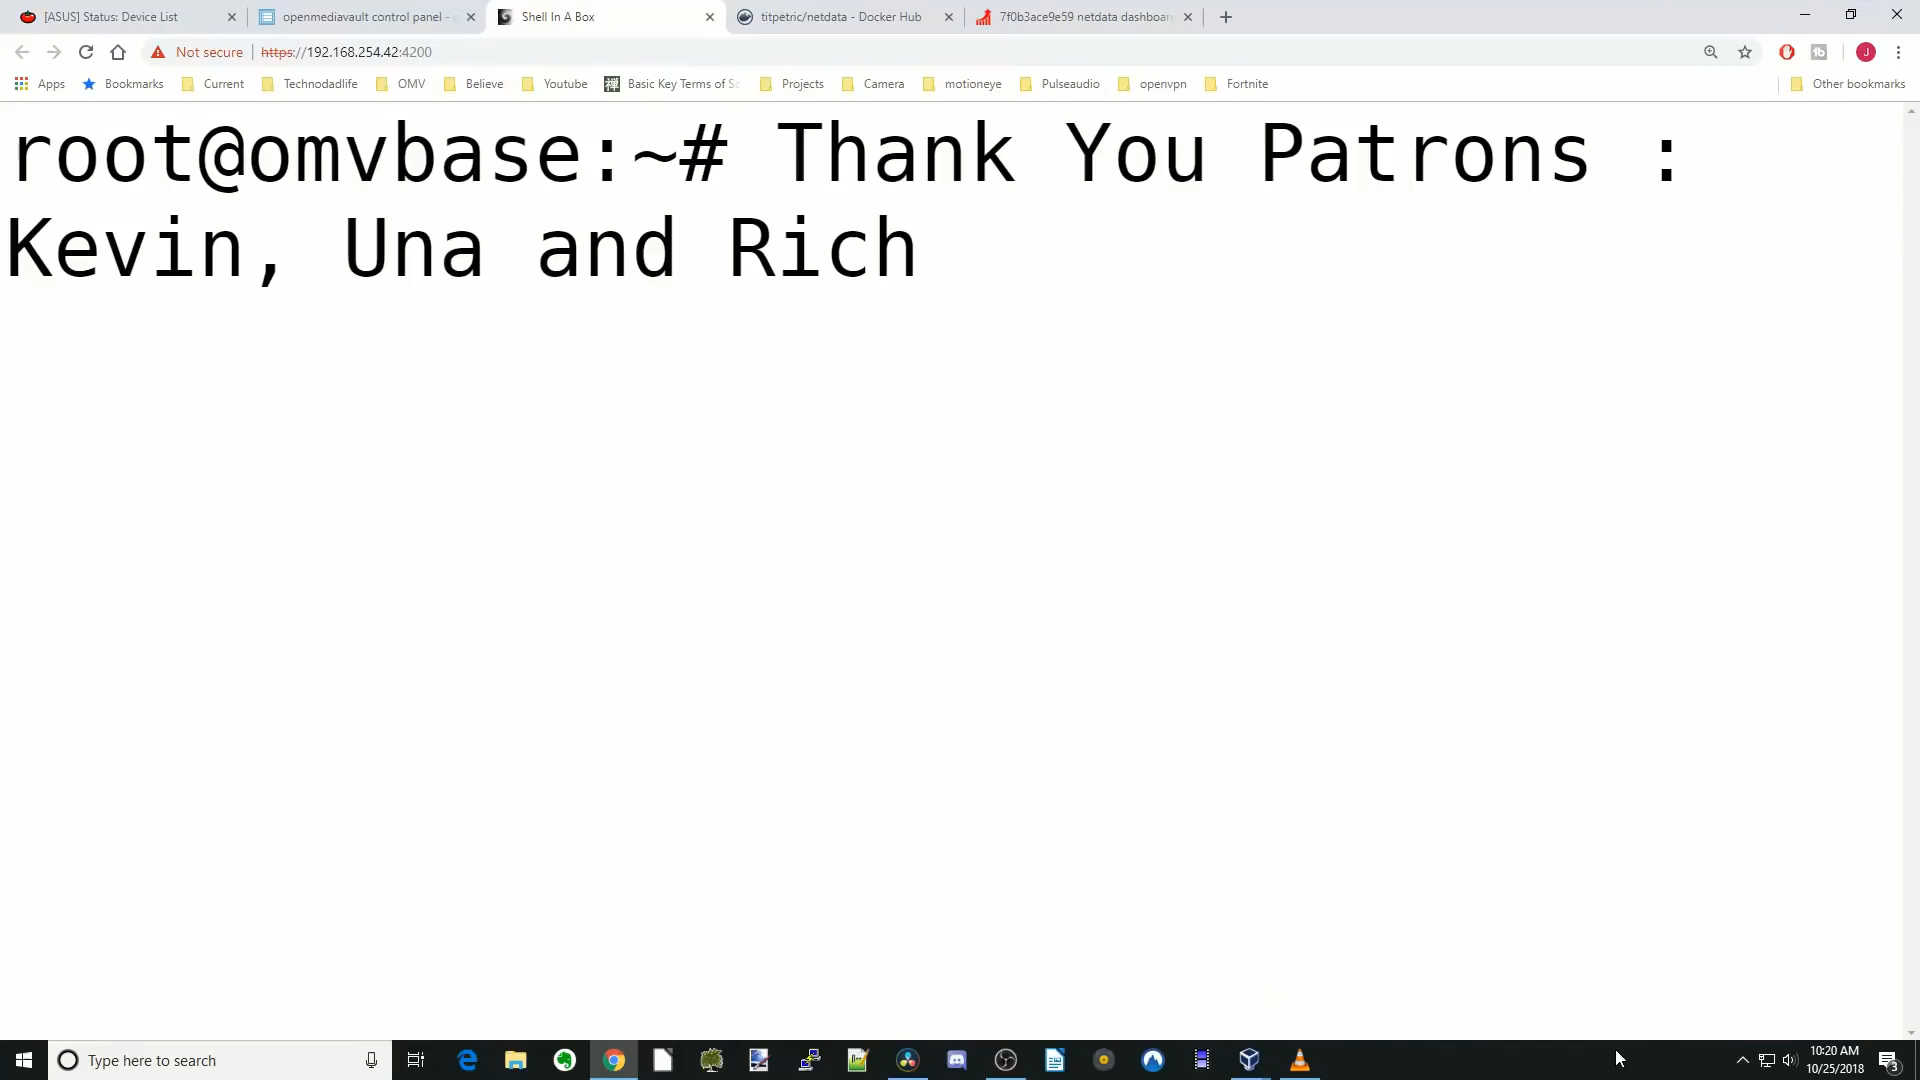 [ASUS] Status: Device List
openmediavault control panel -
Shell In A Box
titpetric/netdata - Docker Hub
7f0b3ace9e59 netdata dashboar
Not secure | https://192.168.254.42:4200
J
Apps Bookmarks Current Technodadlife OMV Believe Youtube Basic Key Terms of Sc Projects Camera motioneye Pulseaudio openvpn Fortnite Other bookmarks
root@omvbase:~# Thank You Patrons :
Kevin, Una and Rich
Type here to search
10:20 AM
10/25/2018
3